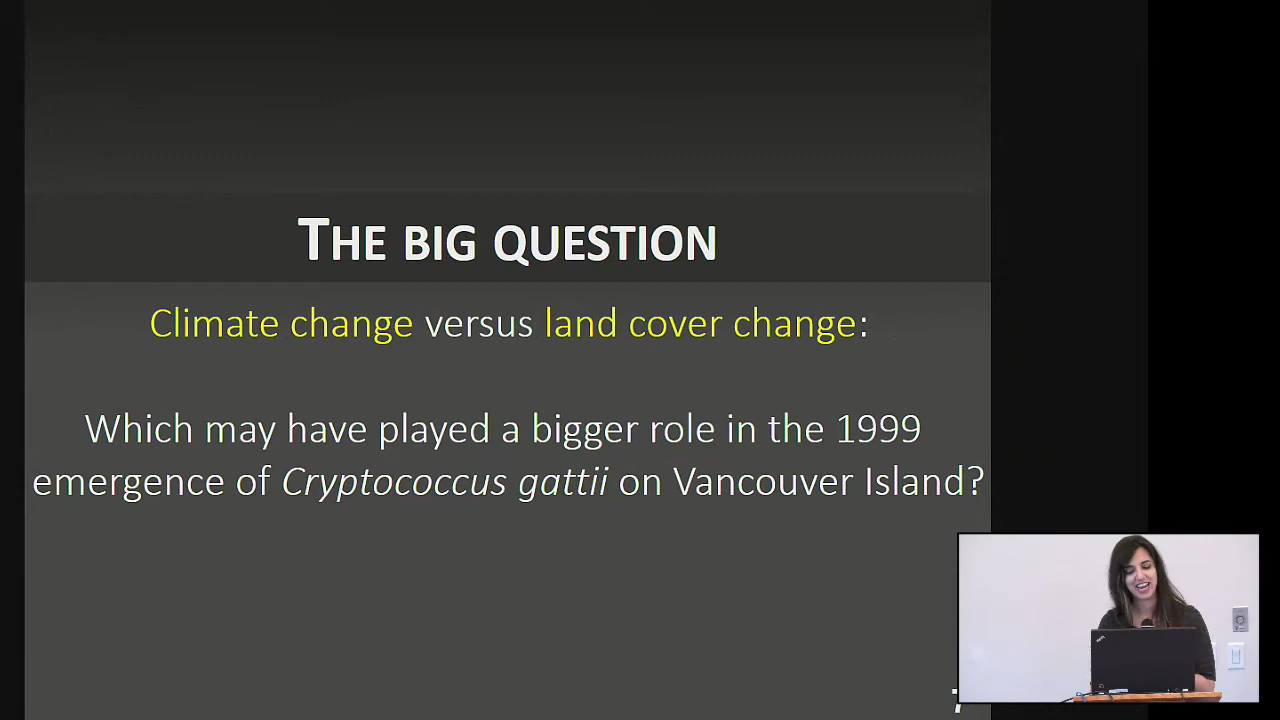 THE BIG QUESTION
Climate change versus land cover change:
Which may have played a bigger role in the 1999
emergence of Cryptococcus gattii on Vancouver Island?